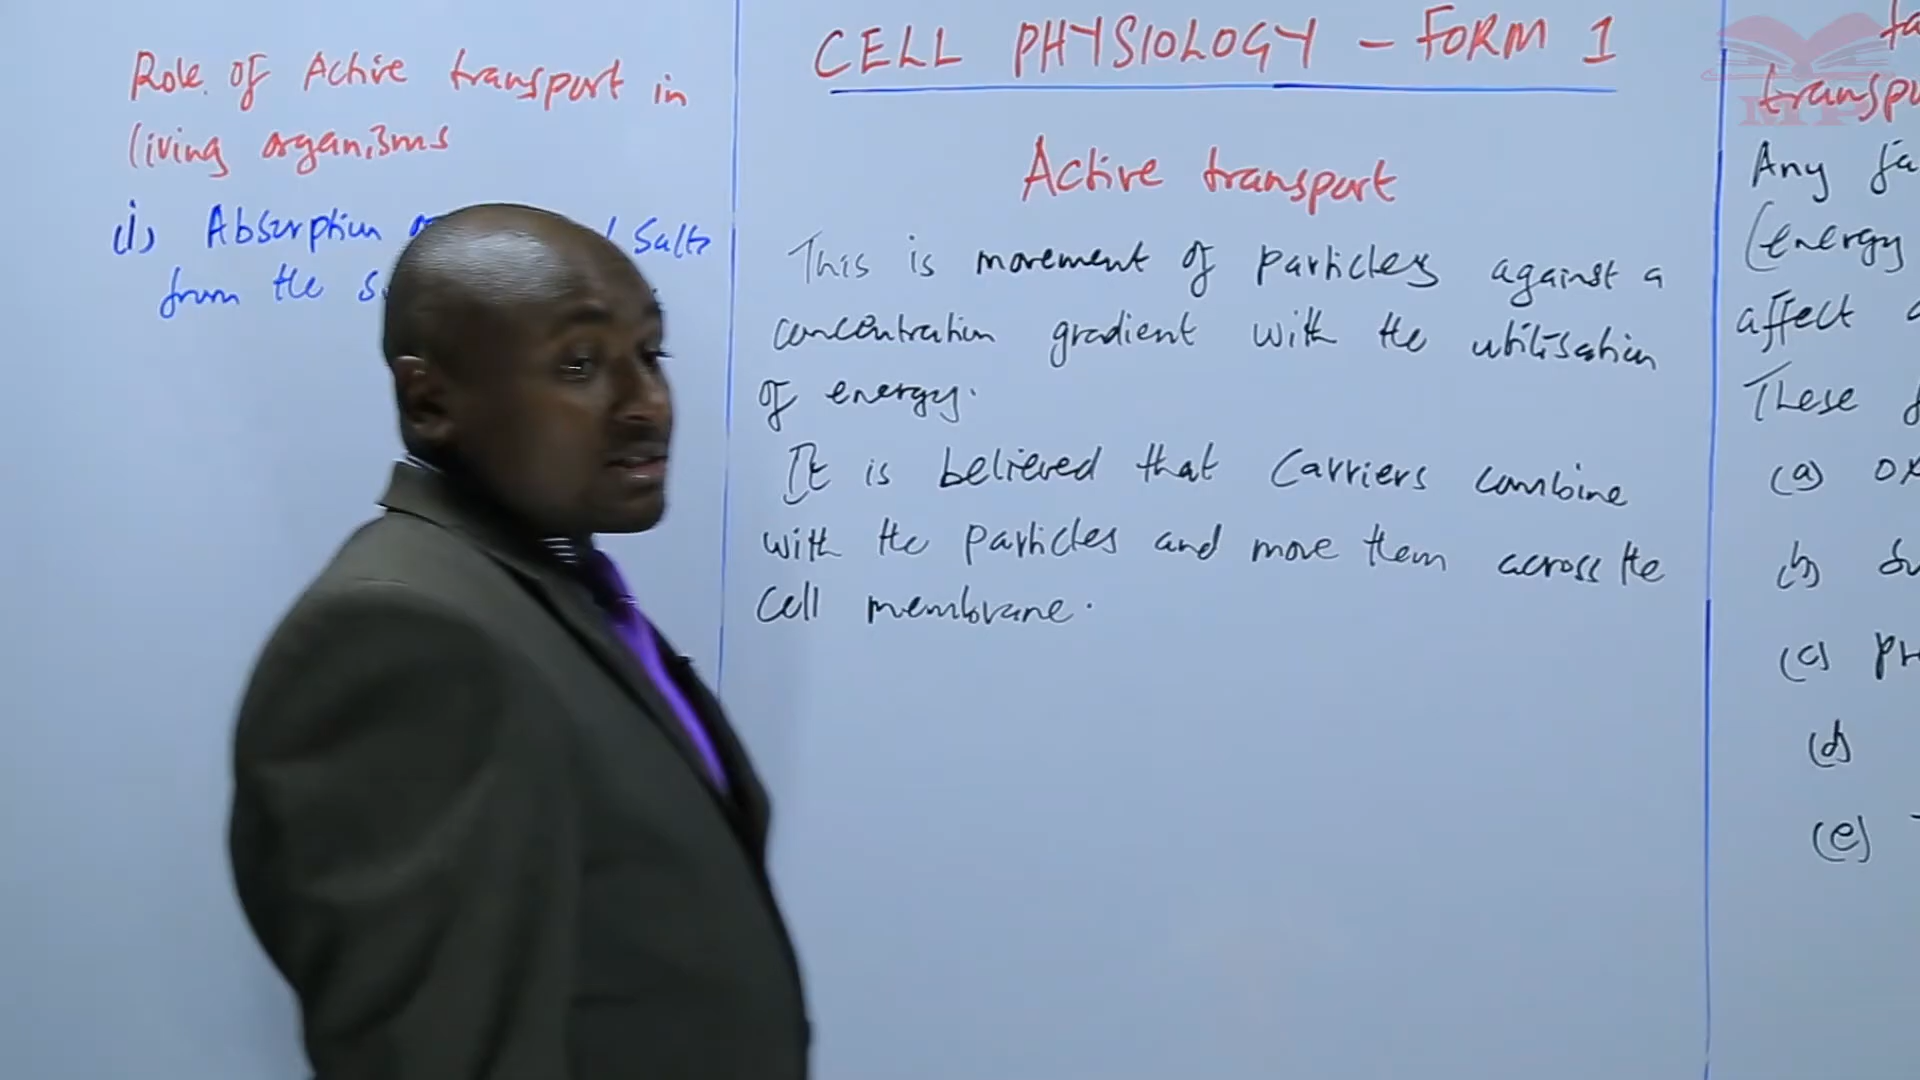 Role of Active transport in
living organisms
(i) Absorption Salts
from the
CELL PHYSIOLOGY - FORM 1
Active transport
This is movement of particles against a
concentration gradient with the utilisation
of energy.
It is believed that Carriers combine
with the particles and move them across the
Cell membrane.
Any
(energy
affect
These
(a)
(b)
(c)
(d)
(e)